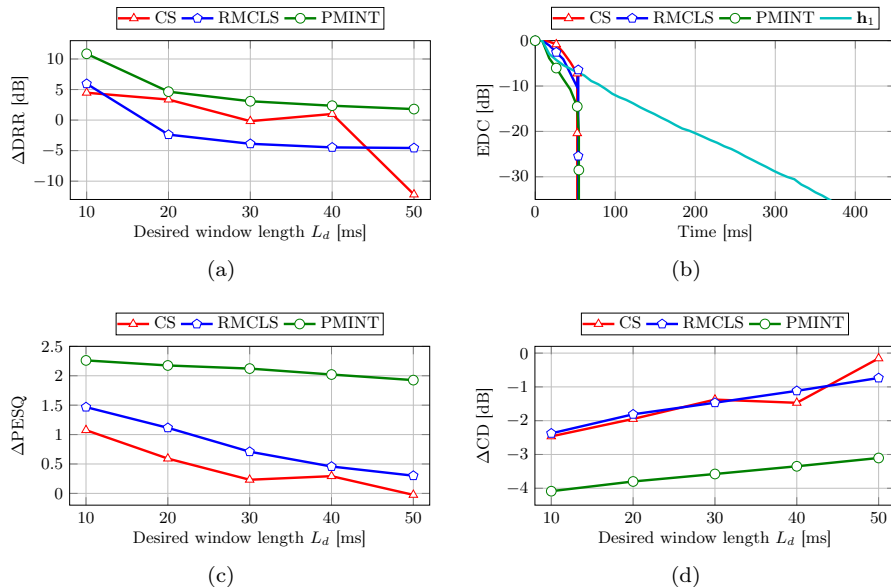 CS RMCLS PMINT
10
5
0
−5
−10
ΔDRR [dB]
10 20 30 40 50
Desired window length L_d [ms]
(a)
CS RMCLS PMINT h₁
0
−10
−20
−30
EDC [dB]
0 100 200 300 400
Time [ms]
(b)
CS RMCLS PMINT
2.5
2
1.5
1
0.5
0
ΔPESQ
10 20 30 40 50
Desired window length L_d [ms]
(c)
CS RMCLS PMINT
0
−1
−2
−3
−4
ΔCD [dB]
10 20 30 40 50
Desired window length L_d [ms]
(d)